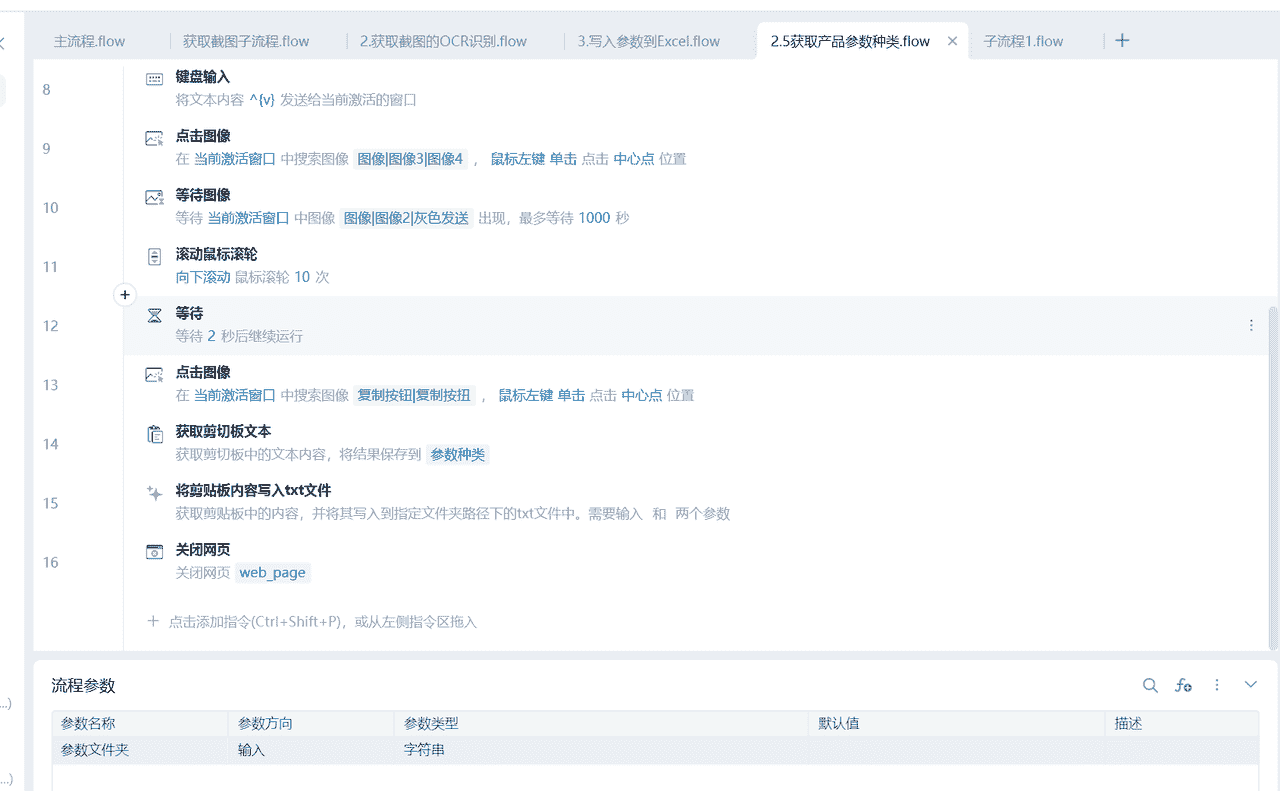 主流程.flow 获取截图子流程.flow 2.获取截图的OCR识别.flow 3.写入参数到Excel.flow 2.5获取产品参数种类.flow 子流程1.flow
8 键盘输入
将文本内容 ^{v} 发送给当前激活的窗口
9 点击图像
在 当前激活窗口 中搜索图像 图像|图像3|图像4 ， 鼠标左键 单击 点击 中心点 位置
10 等待图像
等待 当前激活窗口 中图像 图像|图像2|灰色发送 出现，最多等待 1000 秒
11 滚动鼠标滚轮
向下滚动 鼠标滚轮 10 次
12 等待
等待 2 秒后继续运行
13 点击图像
在 当前激活窗口 中搜索图像 复制按钮|复制按扭 ， 鼠标左键 单击 点击 中心点 位置
14 获取剪切板文本
获取剪切板中的文本内容，将结果保存到 参数种类
15 将剪贴板内容写入txt文件
获取剪贴板中的内容，并将其写入到指定文件夹路径下的txt文件中。需要输入 和 两个参数
16 关闭网页
关闭网页 web_page
点击添加指令(Ctrl+Shift+P)，或从左侧指令区拖入
流程参数
...)
参数名称 参数方向 参数类型 默认值 描述
参数文件夹 输入 字符串
...)